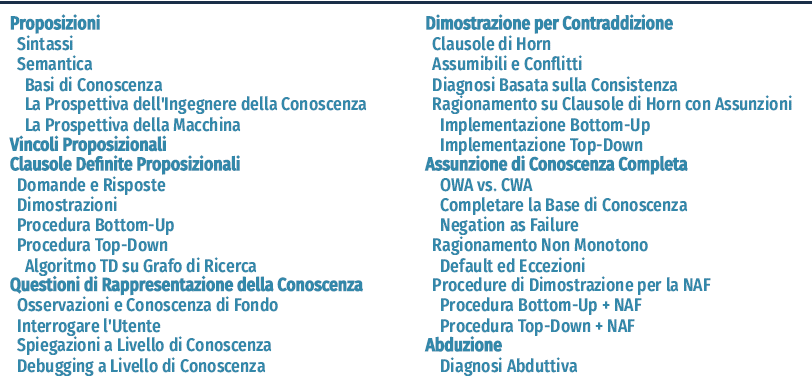 Proposizioni
Sintassi
Semantica
Basi di Conoscenza
La Prospettiva dell'Ingegnere della Conoscenza
La Prospettiva della Macchina
Vincoli Proposizionali
Clausole Definite Proposizionali
Domande e Risposte
Dimostrazioni
Procedura Bottom-Up
Procedura Top-Down
Algoritmo TD su Grafo di Ricerca
Questioni di Rappresentazione della Conoscenza
Osservazioni e Conoscenza di Fondo
Interrogare l'Utente
Spiegazioni a Livello di Conoscenza
Debugging a Livello di Conoscenza
Dimostrazione per Contraddizione
Clausole di Horn
Assumibili e Conflitti
Diagnosi Basata sulla Consistenza
Ragionamento su Clausole di Horn con Assunzioni
Implementazione Bottom-Up
Implementazione Top-Down
Assunzione di Conoscenza Completa
OWA vs. CWA
Completare la Base di Conoscenza
Negation as Failure
Ragionamento Non Monotono
Default ed Eccezioni
Procedure di Dimostrazione per la NAF
Procedura Bottom-Up + NAF
Procedura Top-Down + NAF
Abduzione
Diagnosi Abduttiva